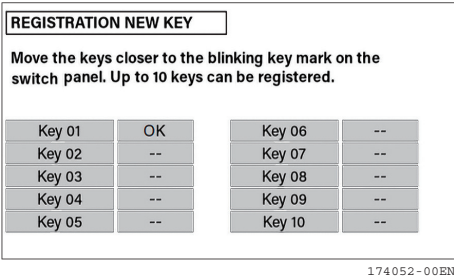 REGISTRATION NEW KEY
Move the keys closer to the blinking key mark on the
switch panel. Up to 10 keys can be registered.
Key 01 OK Key 06 --
Key 02 -- Key 07 --
Key 03 -- Key 08 --
Key 04 -- Key 09 --
Key 05 -- Key 10 --
174052-00EN